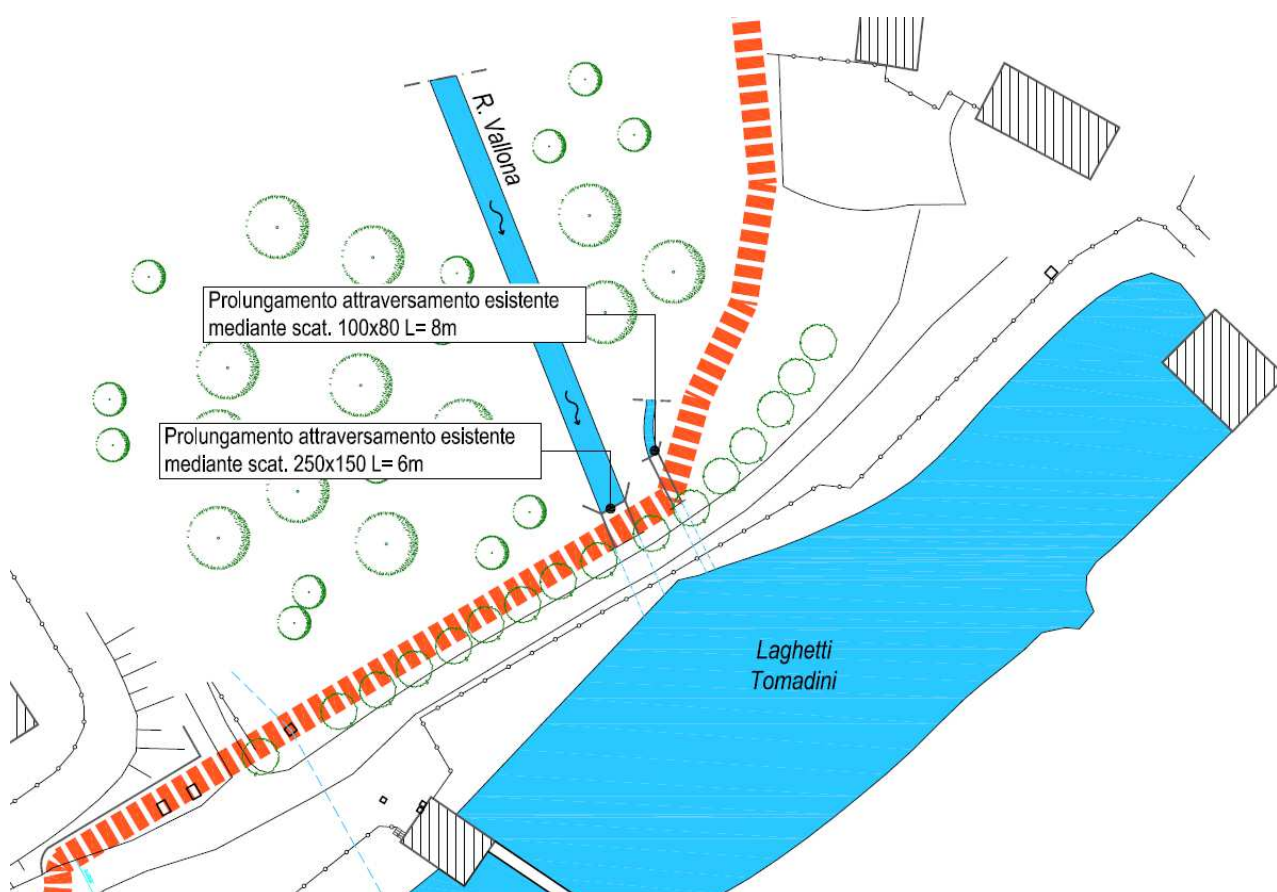 R. Vallona
Prolungamento attraversamento esistente
mediante scat. 100x80 L= 8m
Prolungamento attraversamento esistente
mediante scat. 250x150 L= 6m
Laghetti
Tomadini